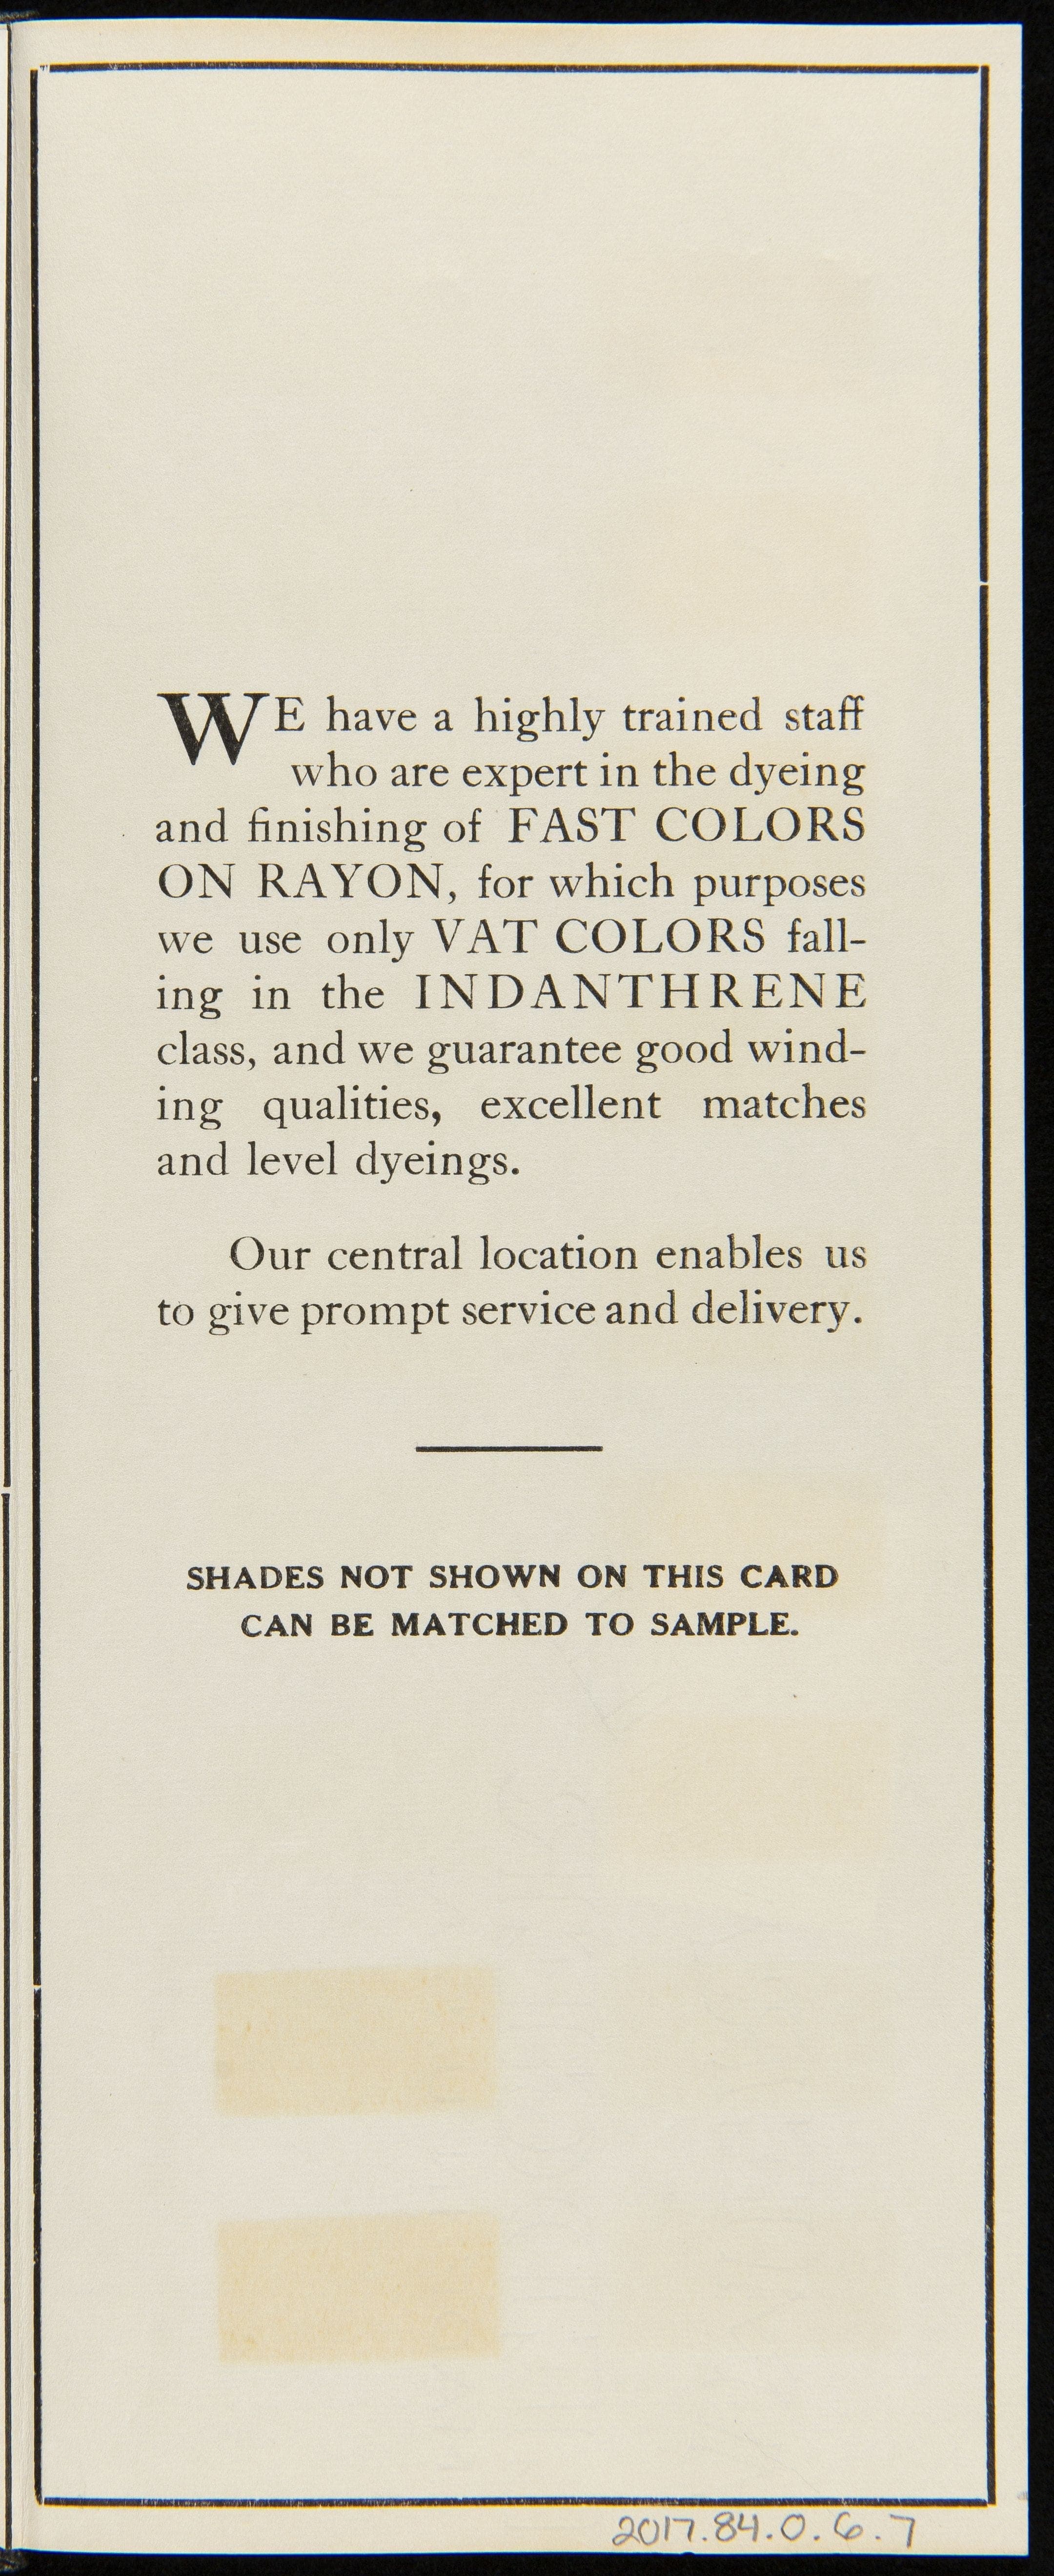 WE have a highly trained staff
who are expert in the dyeing
and finishing of FAST COLORS
ON RAYON, for which purposes
we use only VAT COLORS fall-
ing in the INDANTHRENE
class, and we guarantee good wind-
ing qualities, excellent matches
and level dyeings.
Our central location enables us
to give prompt service and delivery.
SHADES NOT SHOWN ON THIS CARD
CAN BE MATCHED TO SAMPLE.
2017.84.0.6.7